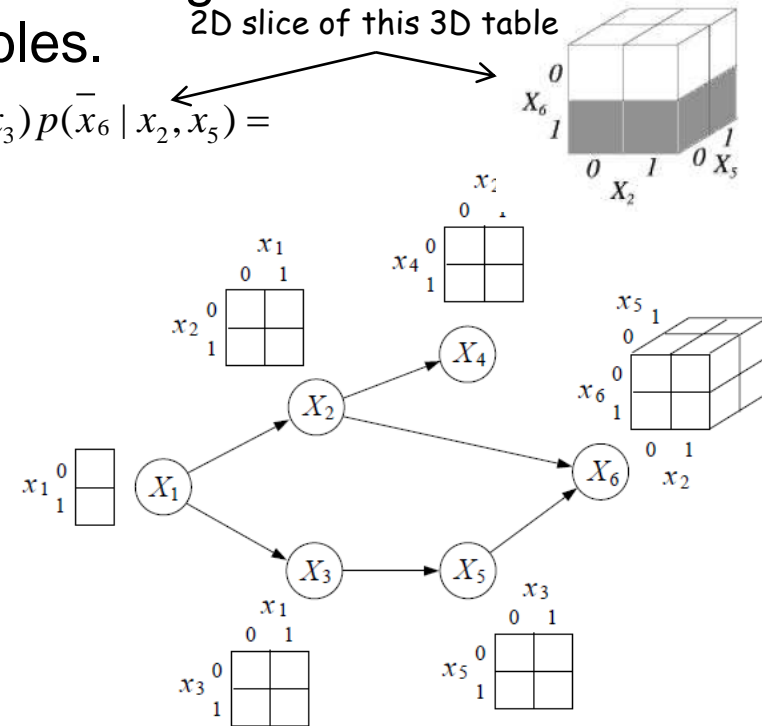 2D slice of this 3D table
0
X6
1
0 1 0 X5 1
X2
p(x̄6 | x2, x5) =
x2
0
x4 0
1
x1
0 1
x2 0
1
x5 1
0
x6 0
1
0 1
x2
X4
X2
X6
x1 0
1
X1
X3
X5
x1
0 1
x3 0
1
x3
0 1
x5 0
1